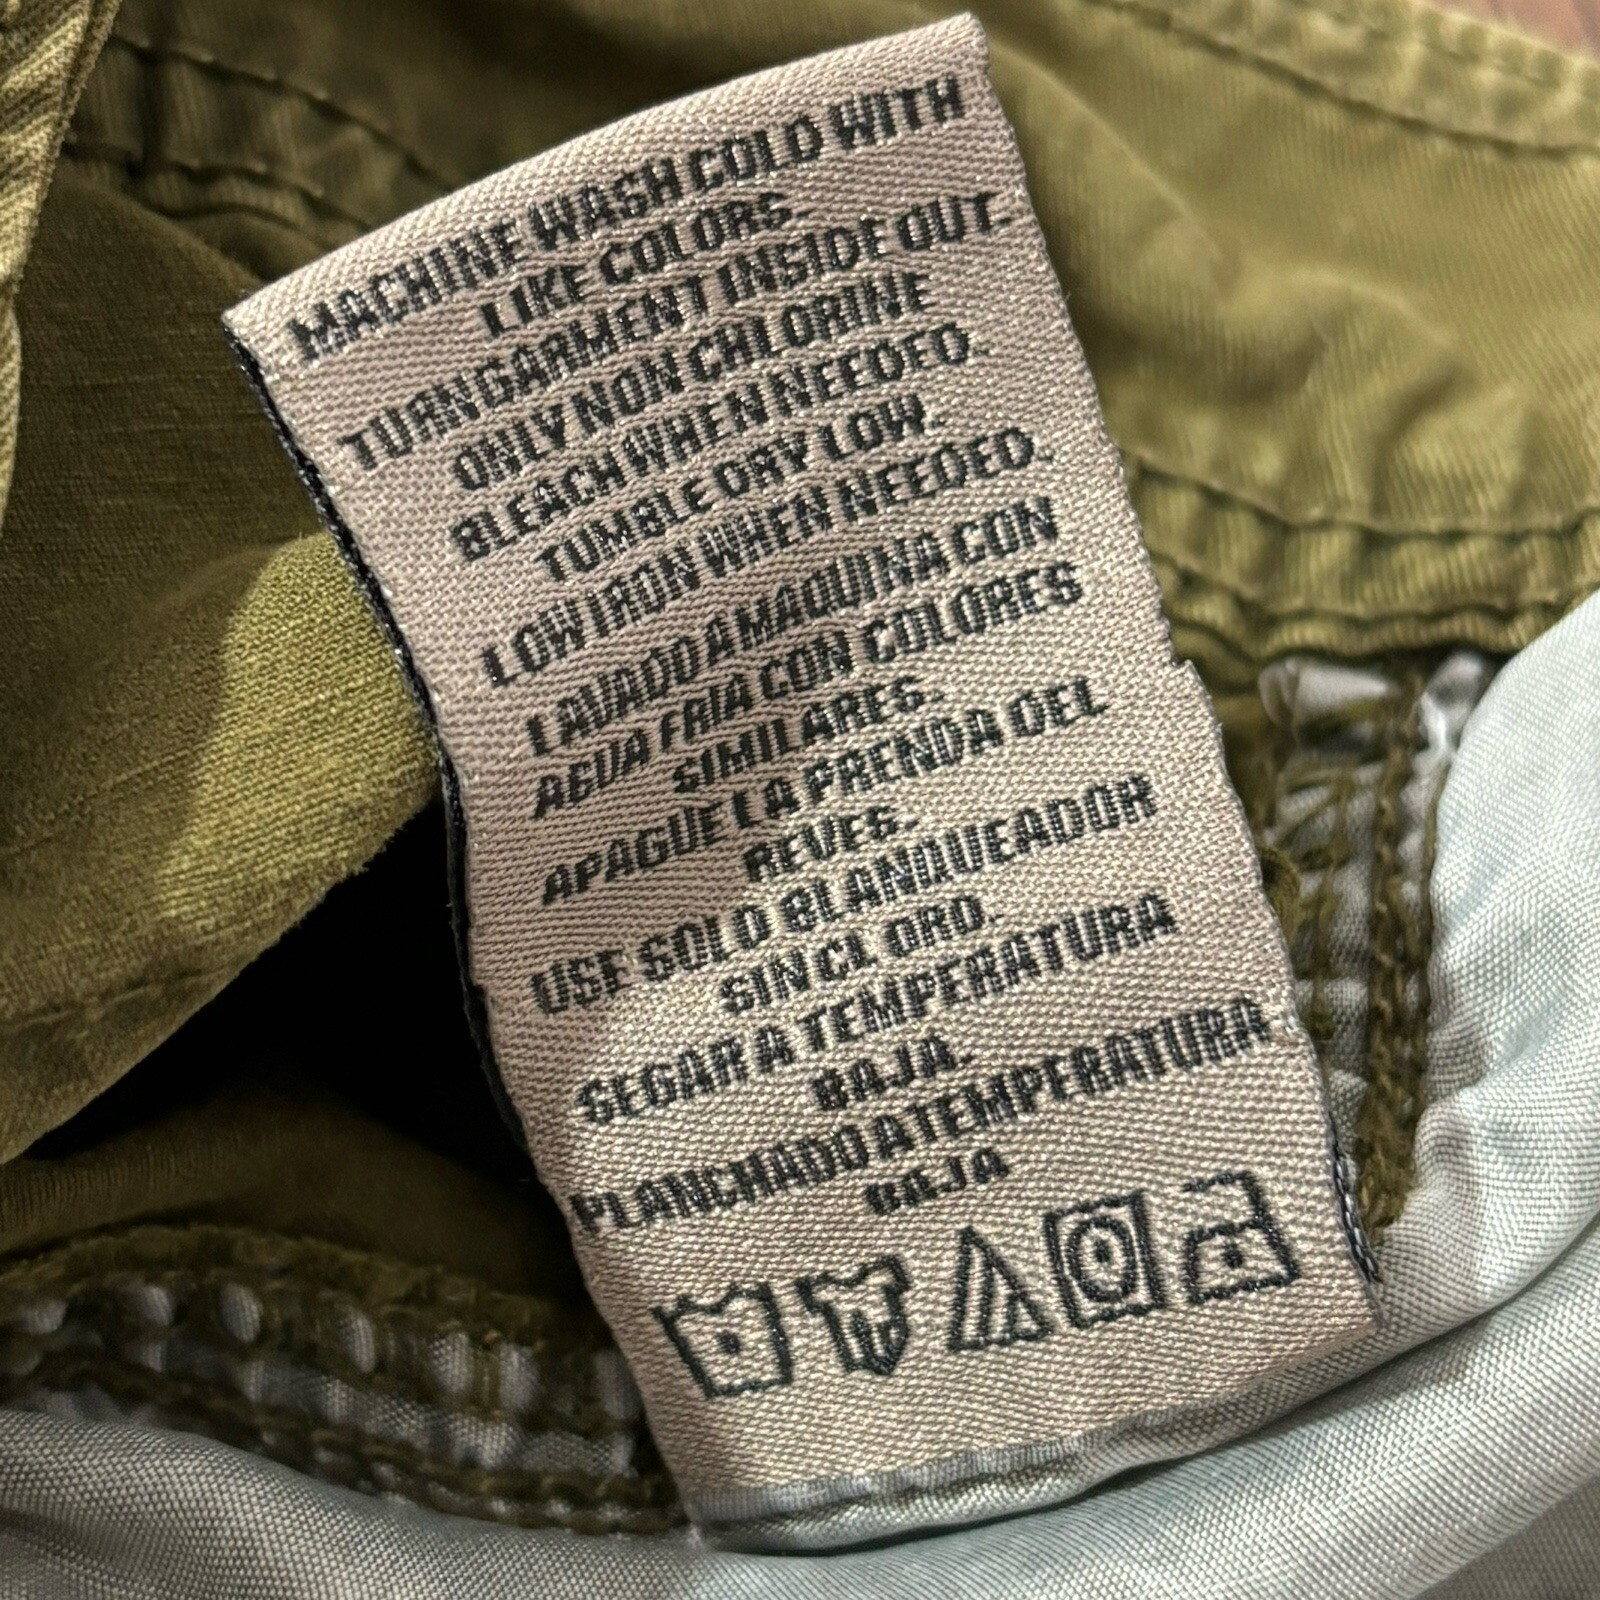 MACHINE WASH COLD WITH
LIKE COLORS.
TURN GARMENT INSIDE OUT.
ONLY NON CHLORINE
BLEACH WHEN NEEDED.
TUMBLE DRY LOW.
LOW IRON WHEN NEEDED.
LAVADO A MAQUINA CON
AGUA FRIA CON COLORES
SIMILARES.
APAGUE LA PRENDA DEL
REVES.
USE SOLO BLANQUEADOR
SIN CLORO.
SEGAR A TEMPERATURA
BAJA.
PLANCHADO A TEMPERATURA
BAJA